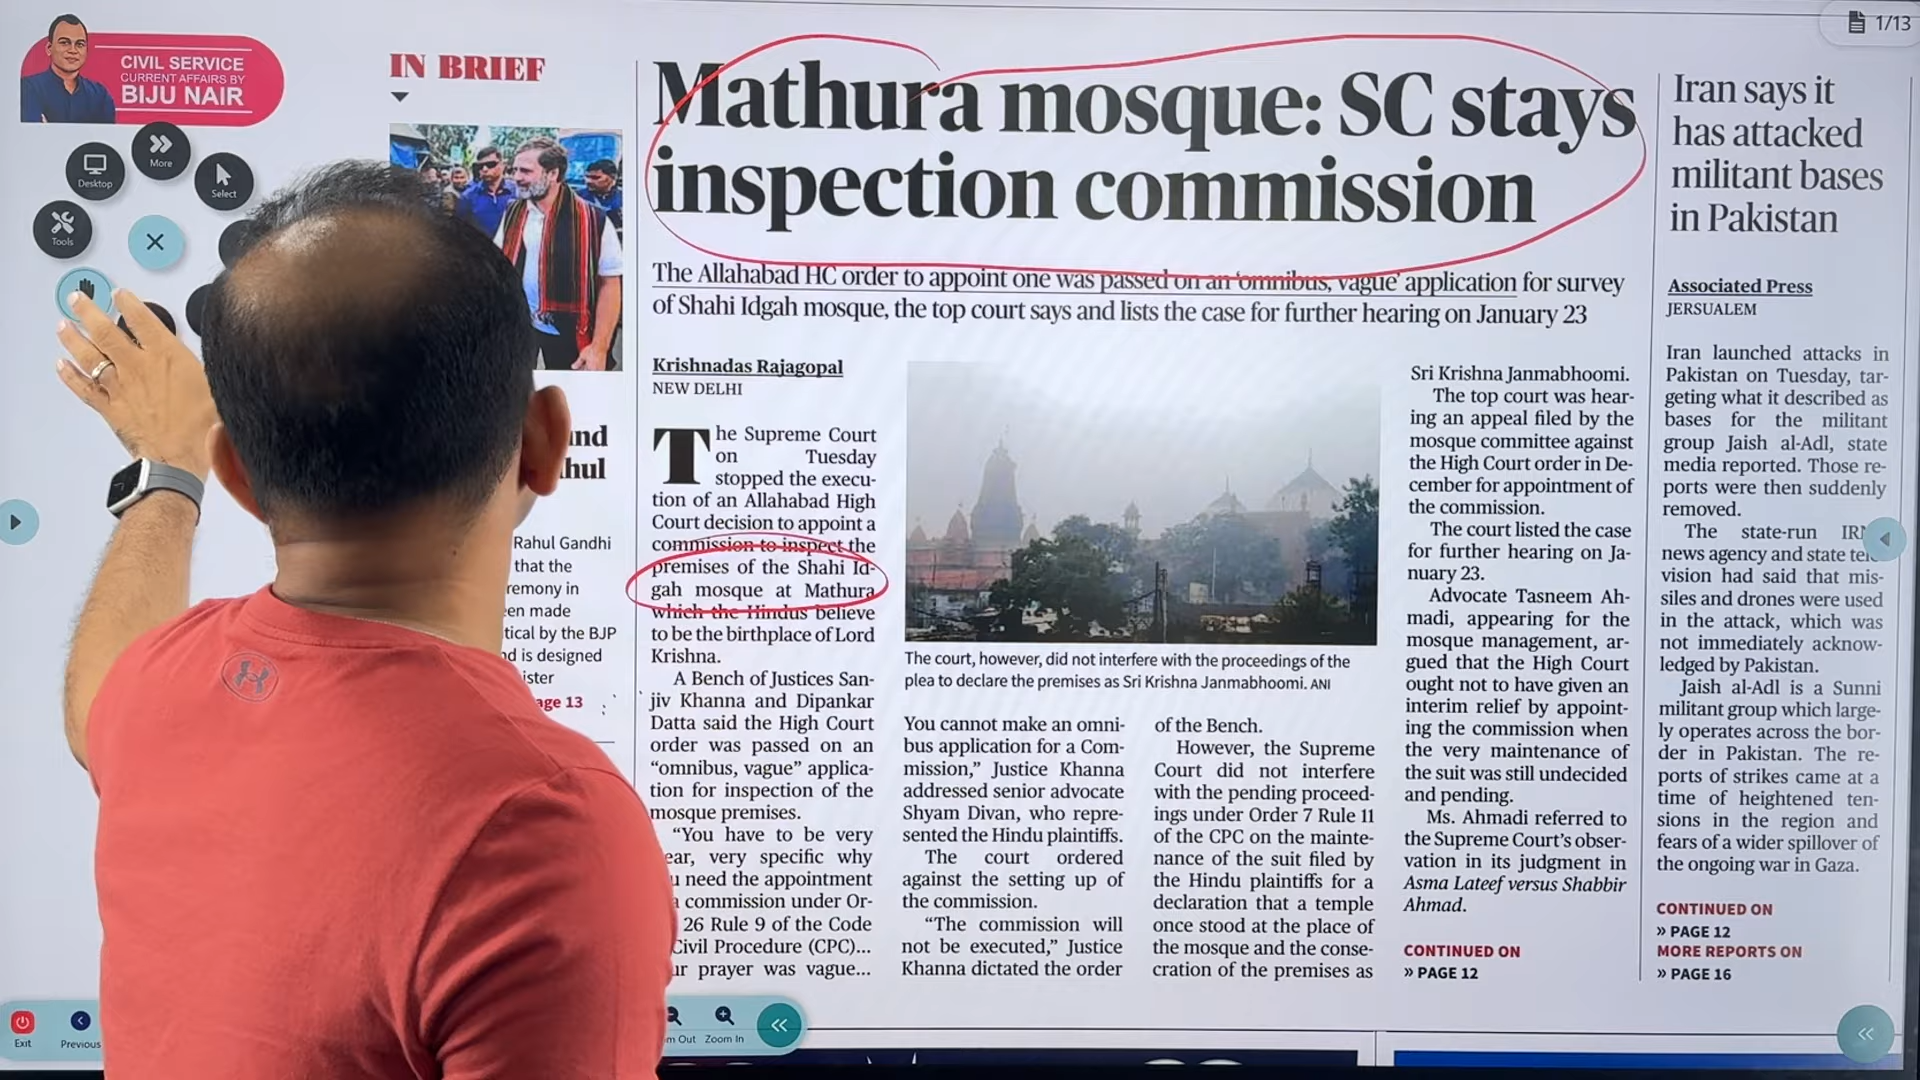 1/13
CIVIL SERVICE
CURRENT AFFAIRS BY
BIJU NAIR
More
Desktop
Select
Tools
IN BRIEF
nd
hul
Rahul Gandhi
that the
remony in
en made
tical by the BJP
nd is designed
ister
age 13
Mathura mosque: SC stays
inspection commission
The Allahabad HC order to appoint one was passed on an ‘omnibus, vague’ application for survey
of Shahi Idgah mosque, the top court says and lists the case for further hearing on January 23
Krishnadas Rajagopal
NEW DELHI
The Supreme Court
on Tuesday
stopped the execu-
tion of an Allahabad High
Court decision to appoint a
commission to inspect the
premises of the Shahi Id-
gah mosque at Mathura
which the Hindus believe
to be the birthplace of Lord
Krishna.
A Bench of Justices San-
jiv Khanna and Dipankar
Datta said the High Court
order was passed on an
“omnibus, vague” applica-
tion for inspection of the
mosque premises.
“You have to be very
ear, very specific why
u need the appointment
a commission under Or-
26 Rule 9 of the Code
Civil Procedure (CPC)...
ur prayer was vague...
The court, however, did not interfere with the proceedings of the
plea to declare the premises as Sri Krishna Janmabhoomi. ANI
You cannot make an omni-
bus application for a Com-
mission,” Justice Khanna
addressed senior advocate
Shyam Divan, who repre-
sented the Hindu plaintiffs.
The court ordered
against the setting up of
the commission.
“The commission will
not be executed,” Justice
Khanna dictated the order
of the Bench.
However, the Supreme
Court did not interfere
with the pending proceed-
ings under Order 7 Rule 11
of the CPC on the mainte-
nance of the suit filed by
the Hindu plaintiffs for a
declaration that a temple
once stood at the place of
the mosque and the conse-
cration of the premises as
Sri Krishna Janmabhoomi.
The top court was hear-
ing an appeal filed by the
mosque committee against
the High Court order in De-
cember for appointment of
the commission.
The court listed the case
for further hearing on Ja-
nuary 23.
Advocate Tasneem Ah-
madi, appearing for the
mosque management, ar-
gued that the High Court
ought not to have given an
interim relief by appoint-
ing the commission when
the very maintenance of
the suit was still undecided
and pending.
Ms. Ahmadi referred to
the Supreme Court’s obser-
vation in its judgment in
Asma Lateef versus Shabbir
Ahmad.
CONTINUED ON
» PAGE 12
Iran says it
has attacked
militant bases
in Pakistan
Associated Press
JERSUALEM
Iran launched attacks in
Pakistan on Tuesday, tar-
geting what it described as
bases for the militant
group Jaish al-Adl, state
media reported. Those re-
ports were then suddenly
removed.
The state-run IR
news agency and state tele-
vision had said that mis-
siles and drones were used
in the attack, which was
not immediately acknow-
ledged by Pakistan.
Jaish al-Adl is a Sunni
militant group which large-
ly operates across the bor-
der in Pakistan. The re-
ports of strikes came at a
time of heightened ten-
sions in the region and
fears of a wider spillover of
the ongoing war in Gaza.
CONTINUED ON
» PAGE 12
MORE REPORTS ON
» PAGE 16
Exit
Previous
m Out
Zoom In